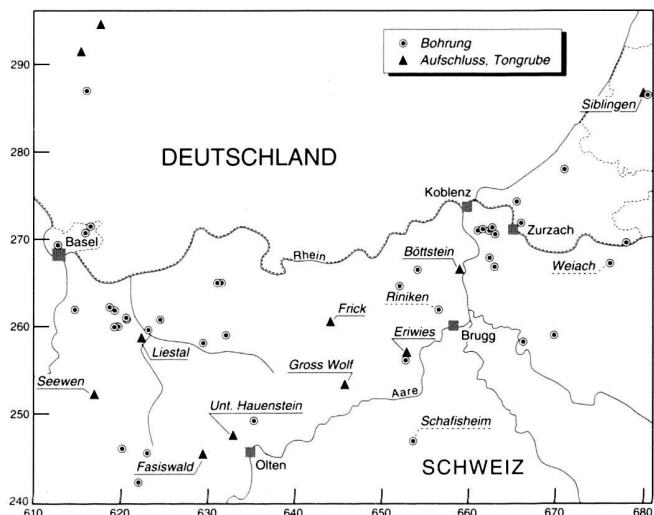 Bohrung
Aufschluss, Tongrube
290
Siblingen
DEUTSCHLAND
280
Koblenz
Zurzach
Basel
270
Rhein
Böttstein
Weiach
Riniken
Frick
260
Liestal
Eriwies
Brugg
Gross Wolf
Seewen
Aare
Unt. Hauenstein
250
Schafisheim
Fasiswald
Olten
SCHWEIZ
240
610 620 630 640 650 660 670 680